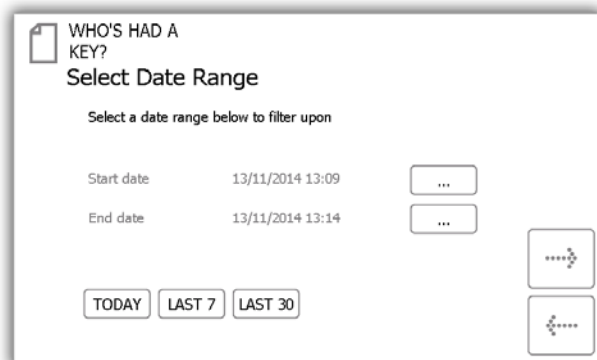 WHO'S HAD A
KEY?
Select Date Range
Select a date range below to filter upon
Start date 13/11/2014 13:09 ...
End date 13/11/2014 13:14 ...
TODAY LAST 7 LAST 30